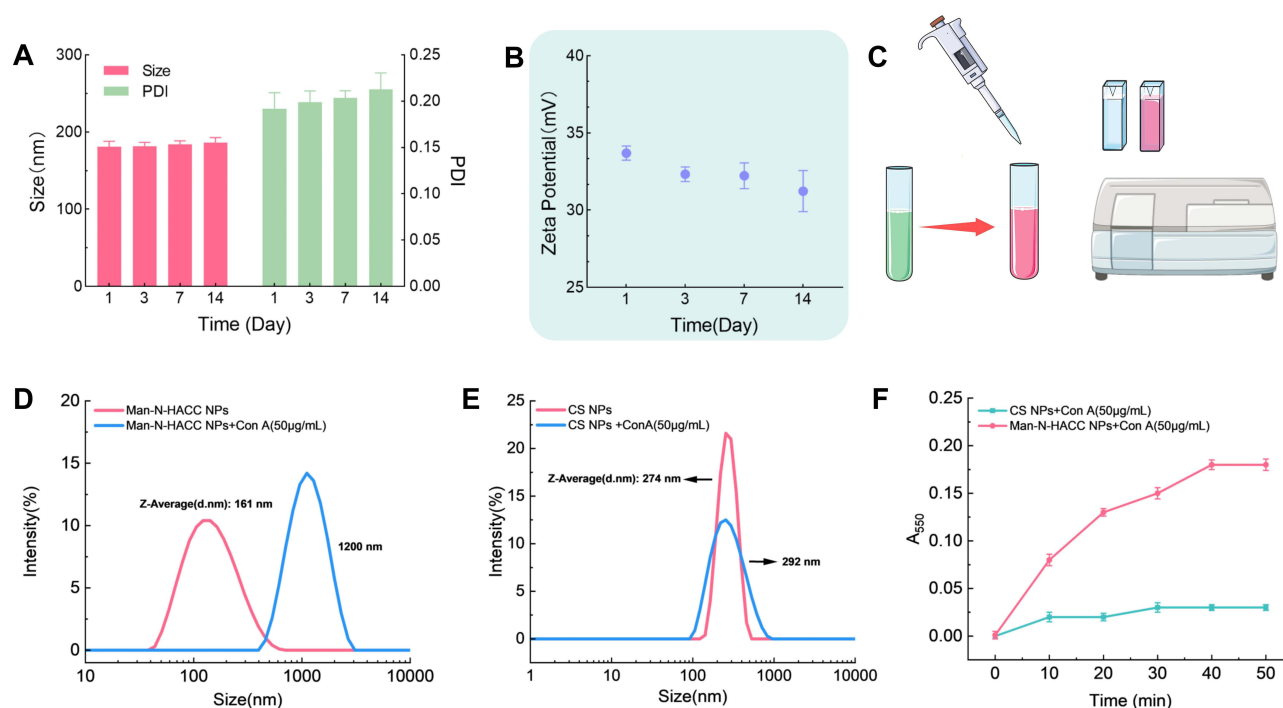 A
Size
PDI
300
200
100
0
Size(nm)
0.25
0.20
0.15
0.10
0.05
0.00
PDI
1 3 7 14 1 3 7 14
Time (Day)
B
40
35
30
25
Zeta Potential(mV)
1 3 7 14
Time(Day)
C
D
Man-N-HACC NPs
Man-N-HACC NPs+Con A(50μg/mL)
20
15
10
5
0
Intensity(%)
Z-Average(d.nm): 161 nm
1200 nm
10 100 1000 10000
Size(nm)
E
CS NPs
CS NPs +ConA(50μg/mL)
25
20
15
10
5
0
Intensity(%)
Z-Average(d.nm): 274 nm
292 nm
10 100 1000 10000
Size(nm)
F
CS NPs+Con A(50μg/mL)
Man-N-HACC NPs+Con A(50μg/mL)
0.25
0.20
0.15
0.10
0.05
0.00
A550
0 10 20 30 40 50
Time (min)